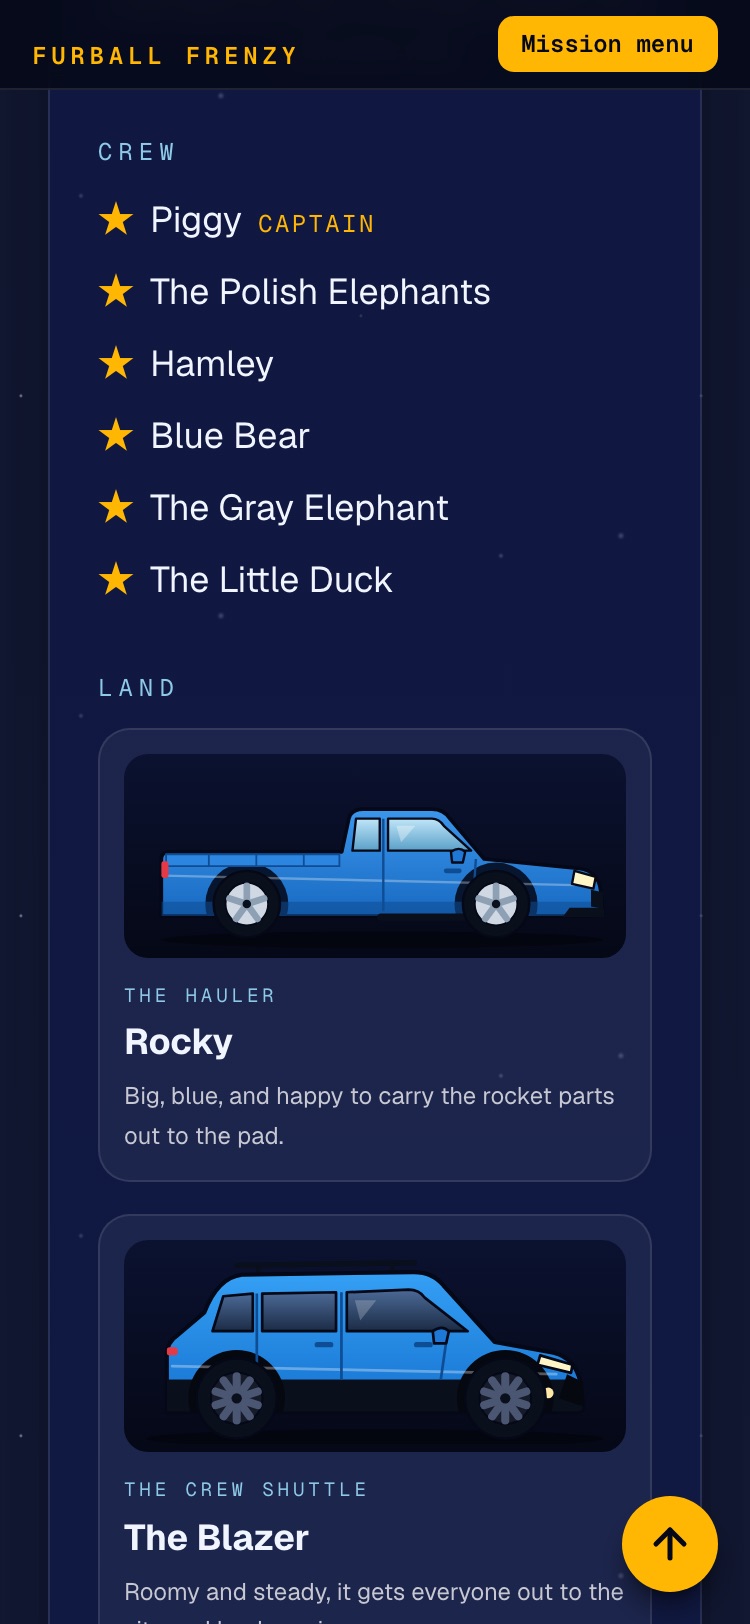 FURBALL FRENZY
Mission menu
CREW
Piggy CAPTAIN
The Polish Elephants
Hamley
Blue Bear
The Gray Elephant
The Little Duck
LAND
THE HAULER
Rocky
Big, blue, and happy to carry the rocket parts
out to the pad.
THE CREW SHUTTLE
The Blazer
Roomy and steady, it gets everyone out to the